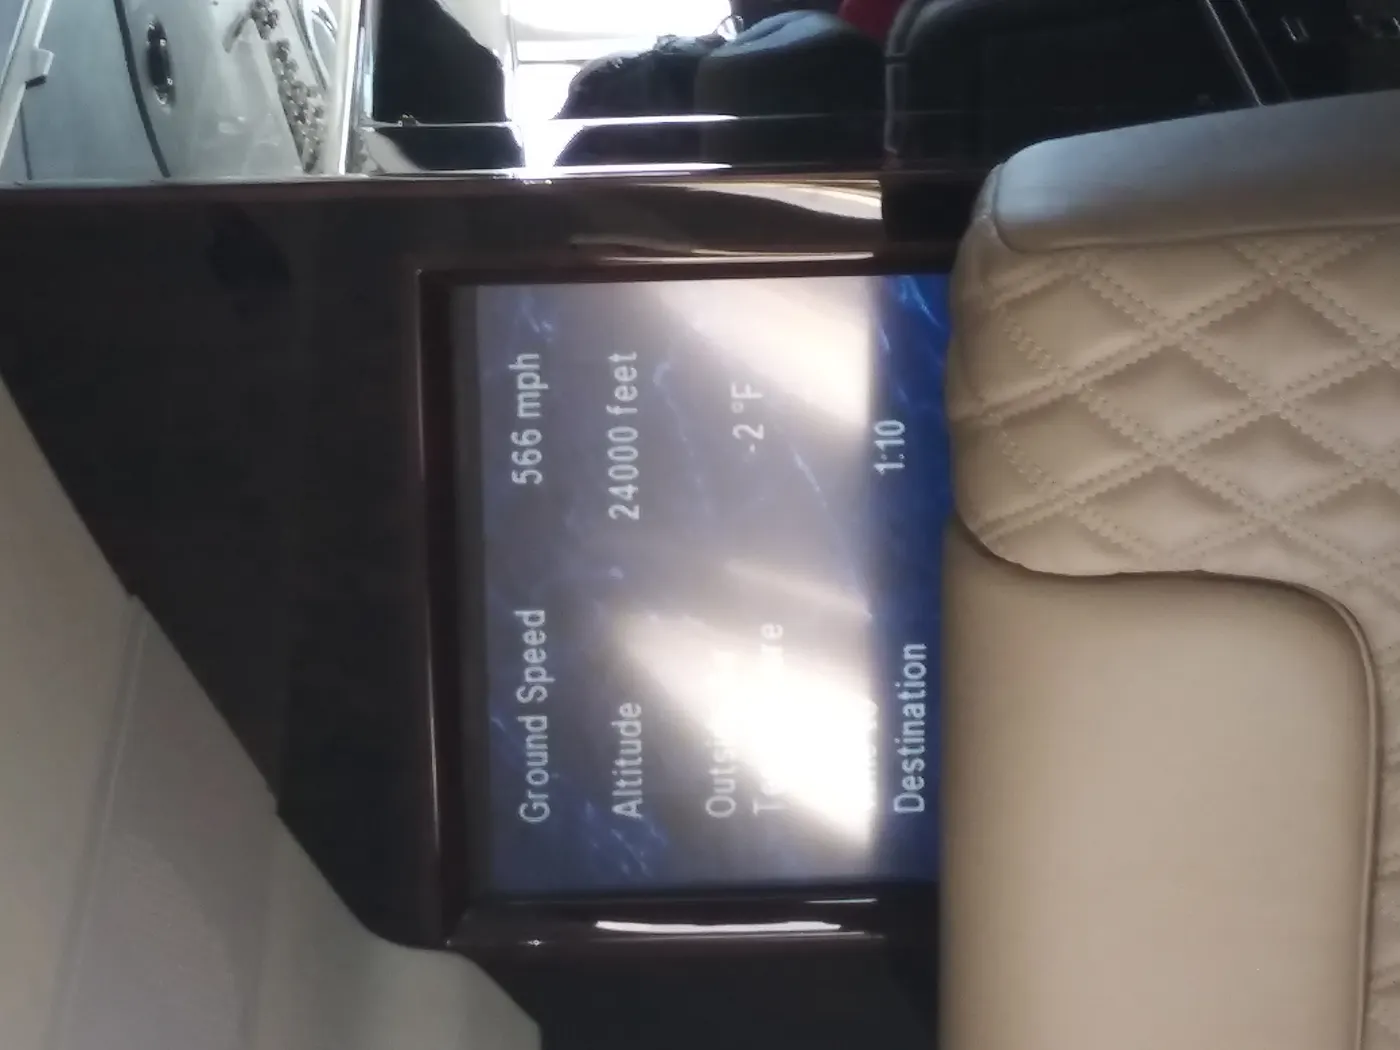 Ground Speed 566 mph
Altitude 24000 feet
-2 °F
Destination 1:10